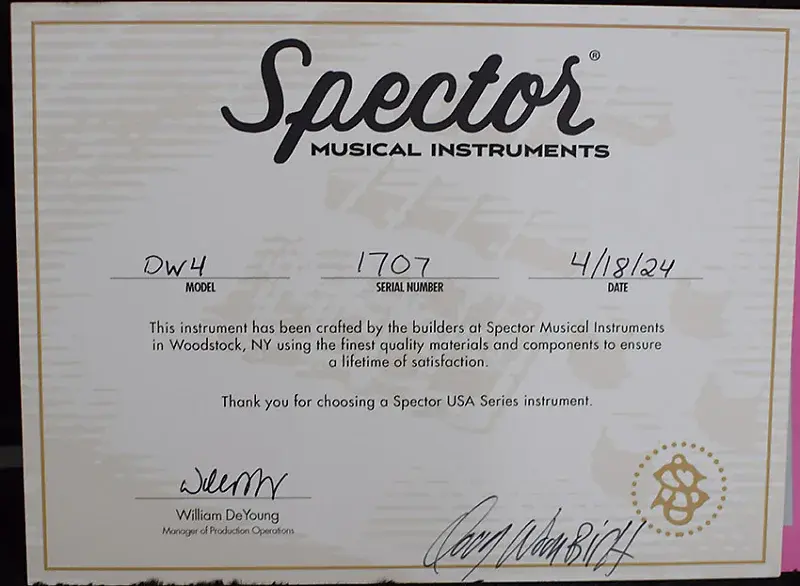 Spector®
MUSICAL INSTRUMENTS
DW4 1707 4/18/24
MODEL SERIAL NUMBER DATE
This instrument has been crafted by the builders at Spector Musical Instruments
in Woodstock, NY using the finest quality materials and components to ensure
a lifetime of satisfaction.
Thank you for choosing a Spector USA Series instrument.
William DeYoung
Manager of Production Operations